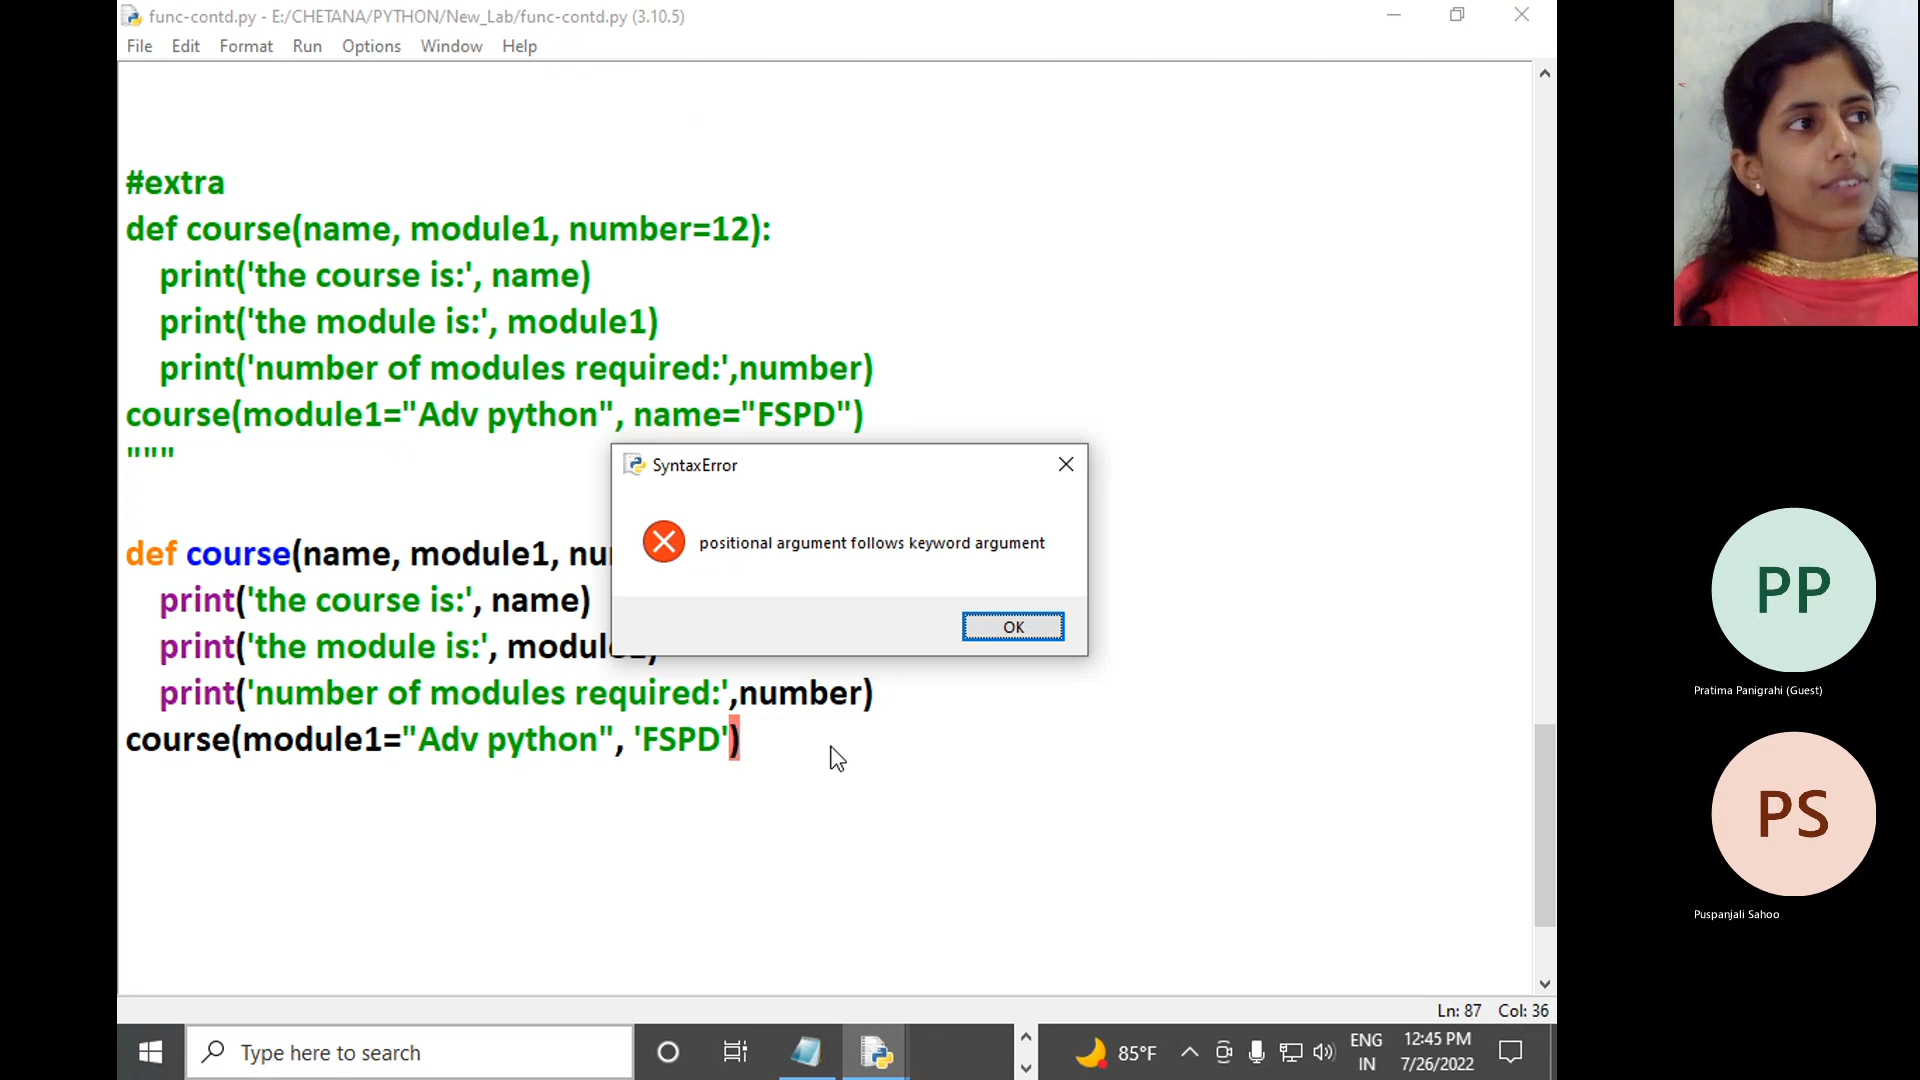 func-contd.py - E:/CHETANA/PYTHON/New_Lab/func-contd.py (3.10.5)
File Edit Format Run Options Window Help
#extra
def course(name, module1, number=12):
print('the course is:', name)
print('the module is:', module1)
print('number of modules required:',number)
course(module1="Adv python", name="FSPD")
"""
SyntaxError
positional argument follows keyword argument
OK
def course(name, module1, nu
print('the course is:', name)
print('the module is:', modul
print('number of modules required:',number)
course(module1="Adv python", 'FSPD')
Ln: 87 Col: 36
Type here to search
85°F
ENG
IN
12:45 PM
7/26/2022
PP
Pratima Panigrahi (Guest)
PS
Puspanjali Sahoo